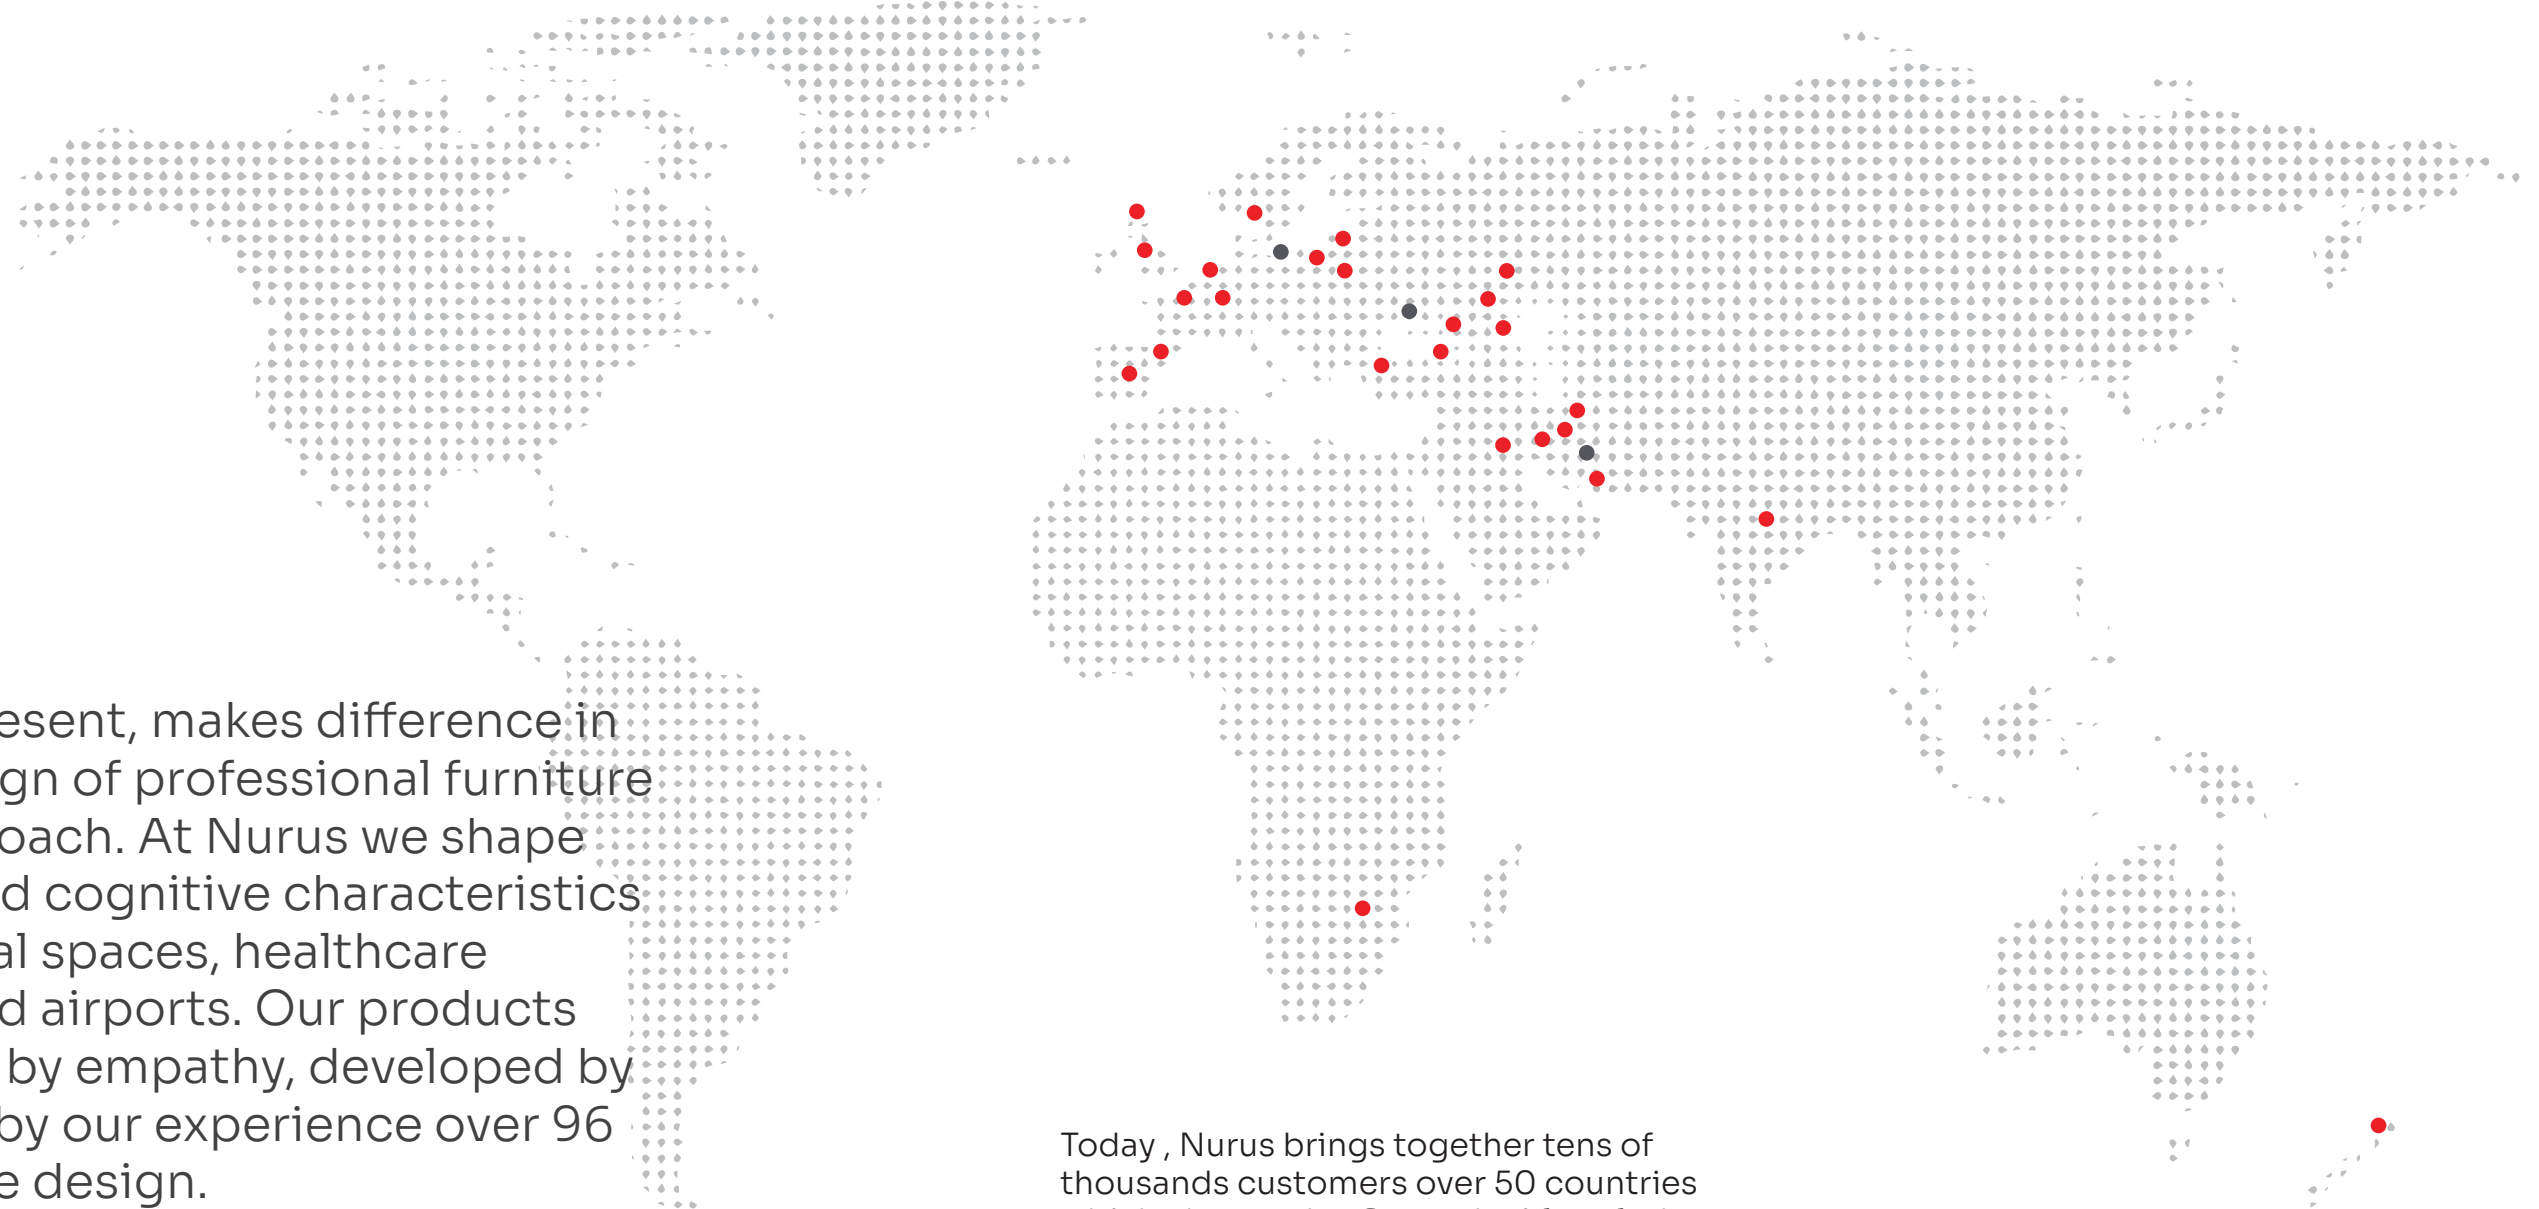 esent, makes difference in
gn of professional furniture
oach. At Nurus we shape
d cognitive characteristics
al spaces, healthcare
d airports. Our products
by empathy, developed by
by our experience over 96
e design.
Today , Nurus brings together tens of
thousands customers over 50 countries